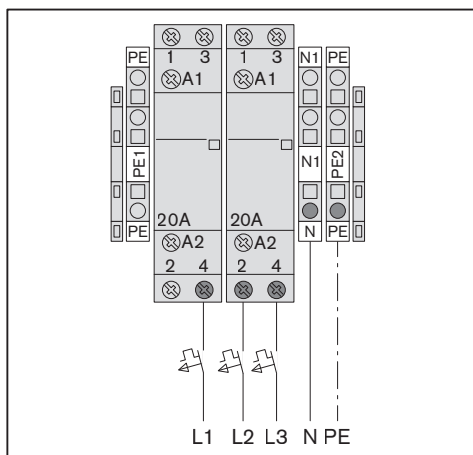 PE 1 3 1 3 N1 PE
A1 A1
PE1 N1 PE2
20A 20A
A2 A2
PE 2 4 2 4 N PE
L1 L2 L3 N PE